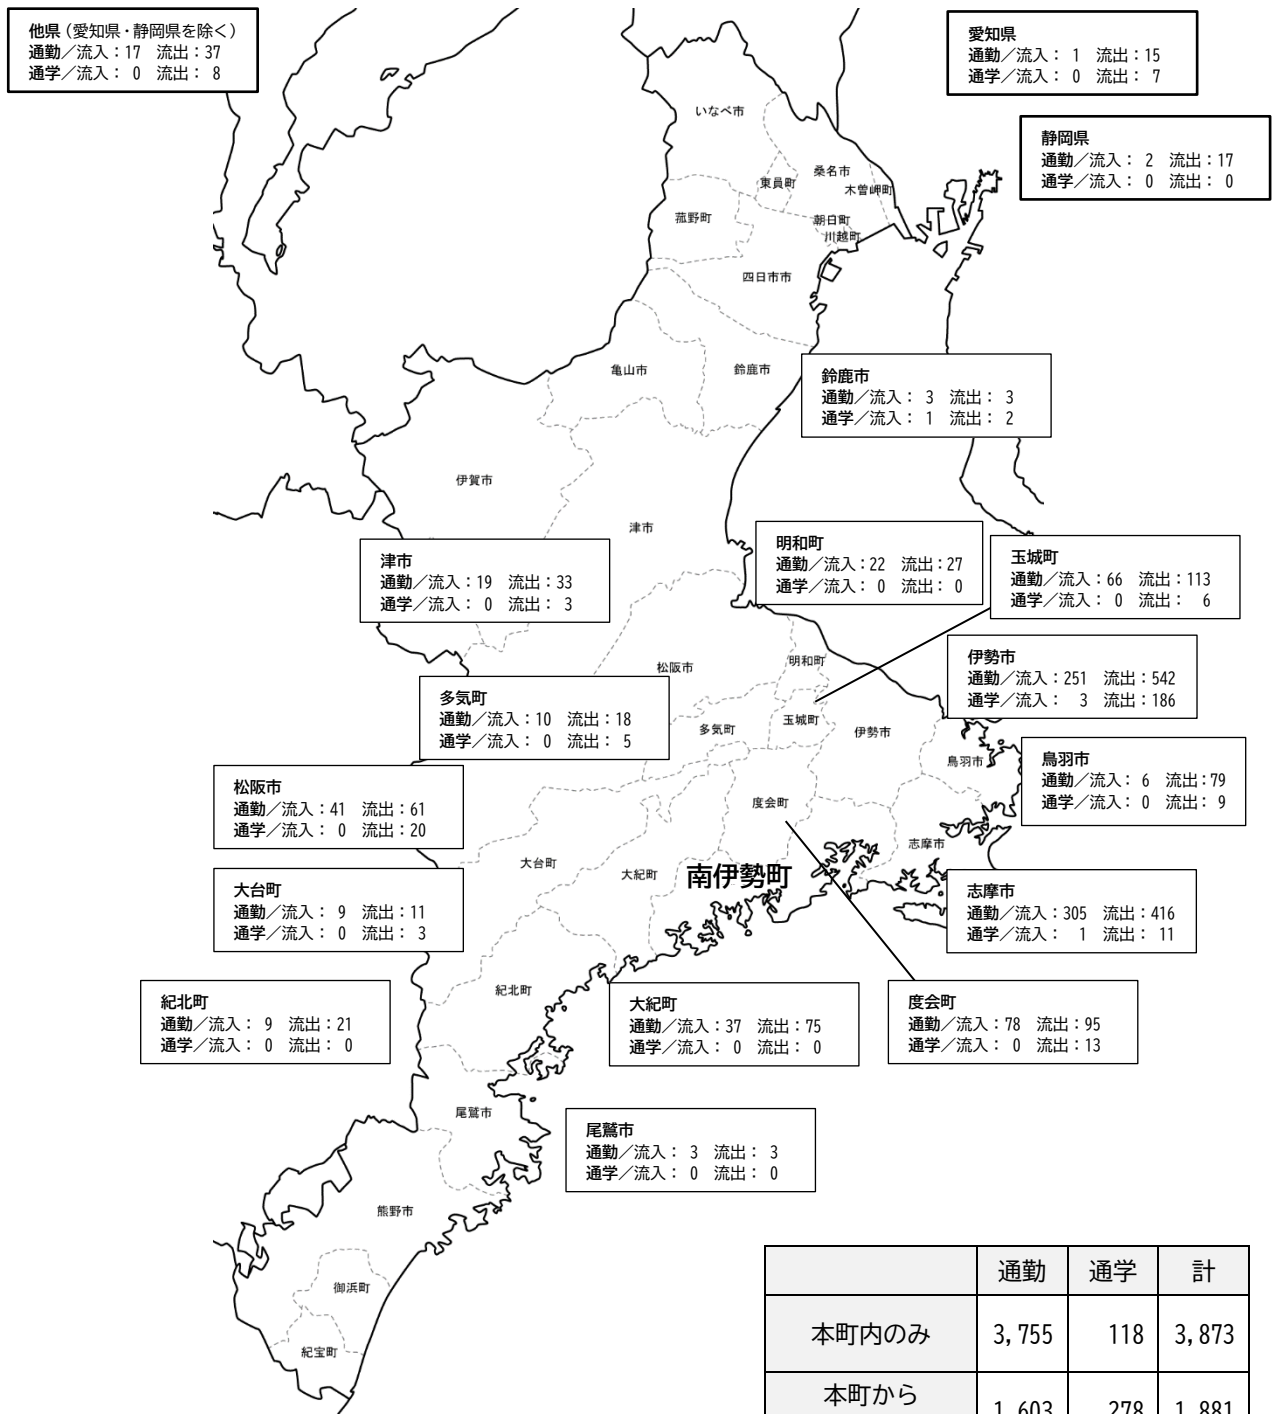 他県（愛知県・静岡県を除く）
通勤／流入：17 流出：37
通学／流入： 0 流出： 8
愛知県
通勤／流入： 1 流出：15
通学／流入： 0 流出： 7
静岡県
通勤／流入： 2 流出：17
通学／流入： 0 流出： 0
いなべ市
東員町
桑名市
木曽岬町
菰野町
朝日町
川越町
四日市市
亀山市
鈴鹿市
鈴鹿市
通勤／流入： 3 流出： 3
通学／流入： 1 流出： 2
伊賀市
津市
津市
通勤／流入：19 流出：33
通学／流入： 0 流出： 3
明和町
通勤／流入：22 流出：27
通学／流入： 0 流出： 0
玉城町
通勤／流入：66 流出：113
通学／流入： 0 流出： 6
伊勢市
通勤／流入：251 流出：542
通学／流入： 3 流出：186
松阪市
明和町
多気町
通勤／流入：10 流出：18
通学／流入： 0 流出： 5
多気町
玉城町
伊勢市
鳥羽市
鳥羽市
通勤／流入： 6 流出：79
通学／流入： 0 流出： 9
松阪市
通勤／流入：41 流出：61
通学／流入： 0 流出：20
度会町
志摩市
大台町
大紀町
南伊勢町
大台町
通勤／流入： 9 流出：11
通学／流入： 0 流出： 3
志摩市
通勤／流入：305 流出：416
通学／流入： 1 流出： 11
紀北町
紀北町
通勤／流入： 9 流出：21
通学／流入： 0 流出： 0
大紀町
通勤／流入：37 流出：75
通学／流入： 0 流出： 0
度会町
通勤／流入：78 流出：95
通学／流入： 0 流出：13
尾鷲市
尾鷲市
通勤／流入： 3 流出： 3
通学／流入： 0 流出： 0
熊野市
御浜町
紀宝町
通勤 通学 計
本町内のみ 3,755 118 3,873
本町から 1,603 278 1,881